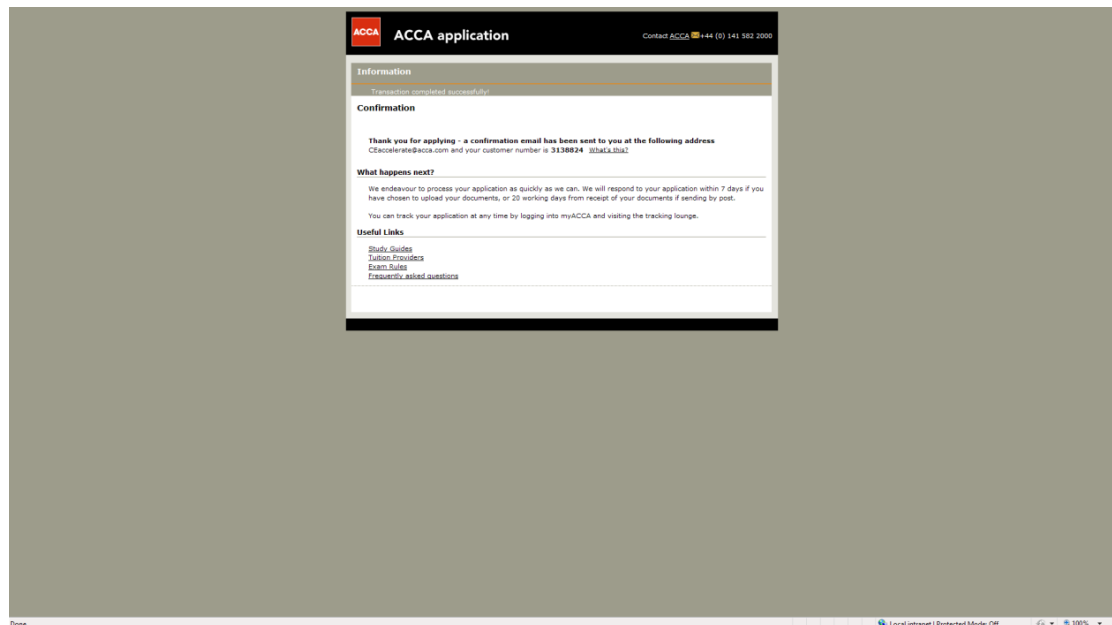 ACCA
ACCA application
Contact ACCA +44 (0) 141 582 2000
Information
Transaction completed successfully!
Confirmation
Thank you for applying - a confirmation email has been sent to you at the following address
CEaccelerate@acca.com and your customer number is 3138824 What's this?
What happens next?
We endeavour to process your application as quickly as we can. We will respond to your application within 7 days if you
have chosen to upload your documents, or 20 working days from receipt of your documents if sending by post.
You can track your application at any time by logging into myACCA and visiting the tracking lounge.
Useful Links
Study Guides
Tuition Providers
Exam Rules
Frequently asked questions
Done
Local intranet | Protected Mode: Off
100%